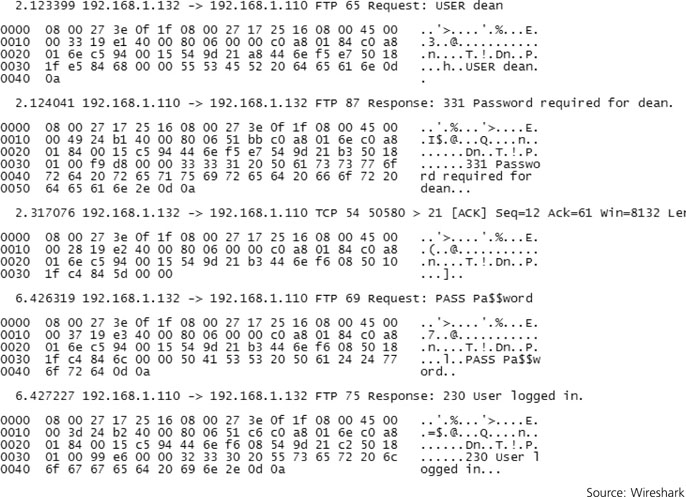 2.123399 192.168.1.132 -> 192.168.1.110 FTP 65 Request: USER dean
0000 08 00 27 3e 0f 1f 08 00 27 17 25 16 08 00 45 00 ..'>....'.%...E.
0010 00 33 19 e1 40 00 80 06 00 00 c0 a8 01 84 c0 a8 .3..@...........
0020 01 6e c5 94 00 15 54 9d 21 a8 44 6e f5 e7 50 18 .n....T.!.Dn..P.
0030 1f e5 84 68 00 00 55 53 45 52 20 64 65 61 6e 0d ...h..USER dean.
0040 0a .
2.124041 192.168.1.110 -> 192.168.1.132 FTP 87 Response: 331 Password required for dean.
0000 08 00 27 17 25 16 08 00 27 3e 0f 1f 08 00 45 00 ..'.%...'>....E.
0010 00 49 24 b1 40 00 80 06 51 bb c0 a8 01 6e c0 a8 .I$.@...Q....n..
0020 01 84 00 15 c5 94 44 6e f5 e7 54 9d 21 b3 50 18 ......Dn..T.!.P.
0030 01 00 f9 d8 00 00 33 33 31 20 50 61 73 73 77 6f ......331 Passwo
0040 72 64 20 72 65 71 75 69 72 65 64 20 66 6f 72 20 rd required for
0050 64 65 61 6e 2e 0d 0a dean...
2.317076 192.168.1.132 -> 192.168.1.110 TCP 54 50580 > 21 [ACK] Seq=12 Ack=61 Win=8132 Ler
0000 08 00 27 3e 0f 1f 08 00 27 17 25 16 08 00 45 00 ..'>....'.%...E.
0010 00 28 19 e2 40 00 80 06 00 00 c0 a8 01 84 c0 a8 .(..@...........
0020 01 6e c5 94 00 15 54 9d 21 b3 44 6e f6 08 50 10 .n....T.!.Dn..P.
0030 1f c4 84 5d 00 00 ...]..
6.426319 192.168.1.132 -> 192.168.1.110 FTP 69 Request: PASS Pa$$word
0000 08 00 27 3e 0f 1f 08 00 27 17 25 16 08 00 45 00 ..'>....'.%...E.
0010 00 37 19 e3 40 00 80 06 00 00 c0 a8 01 84 c0 a8 .7..@...........
0020 01 6e c5 94 00 15 54 9d 21 b3 44 6e f6 08 50 18 .n....T.!.Dn..P.
0030 1f c4 84 6c 00 00 50 41 53 53 20 50 61 24 24 77 ...l..PASS Pa$$w
0040 6f 72 64 0d 0a ord..
6.427227 192.168.1.110 -> 192.168.1.132 FTP 75 Response: 230 User logged in.
0000 08 00 27 17 25 16 08 00 27 3e 0f 1f 08 00 45 00 ..'.%...'>....E.
0010 00 3d 24 b2 40 00 80 06 51 c6 c0 a8 01 6e c0 a8 .=$.@...Q....n..
0020 01 84 00 15 c5 94 44 6e f6 08 54 9d 21 c2 50 18 ......Dn..T.!.P.
0030 01 00 99 e6 00 00 32 33 30 20 55 73 65 72 20 6c ......230 User l
0040 6f 67 67 65 64 20 69 6e 2e 0d 0a ogged in...
Source: Wireshark